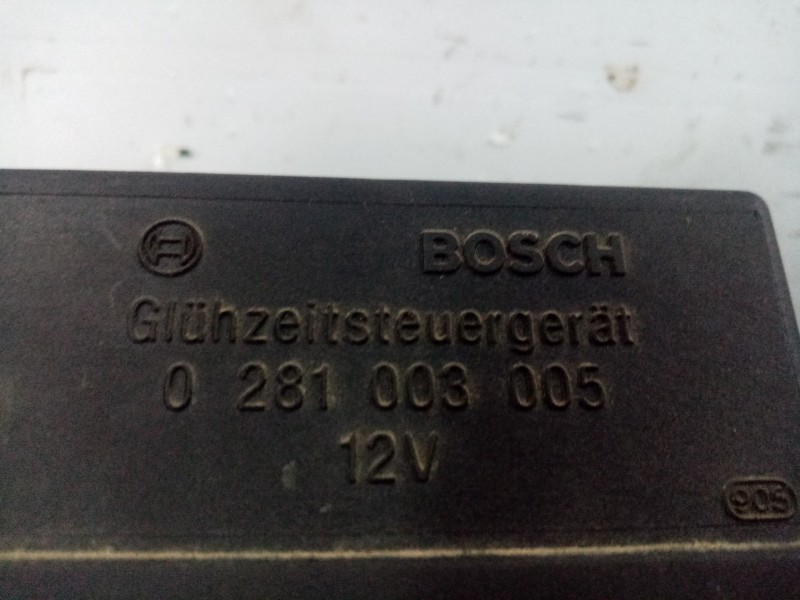 BOSCH
Glühzeitsteuergerät
0 281 003 005
12V
905